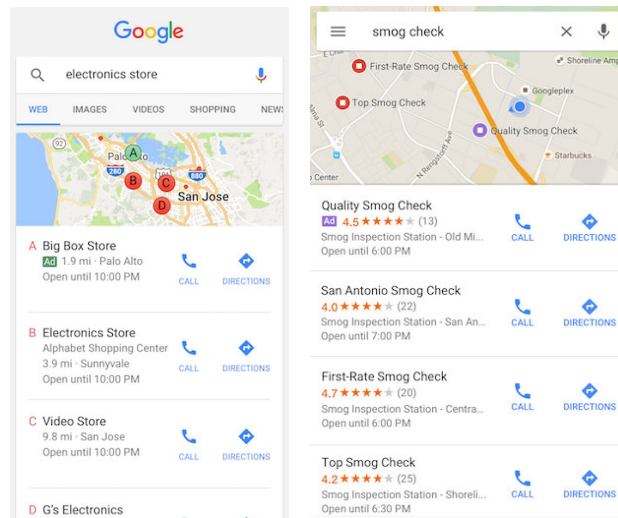 Google
electronics store
WEB IMAGES VIDEOS SHOPPING NEWS
92
Palo Alto
A
280
880
B
C
San Jose
D
A Big Box Store
Ad 1.9 mi · Palo Alto
Open until 10:00 PM
CALL DIRECTIONS
B Electronics Store
Alphabet Shopping Center
3.9 mi · Sunnyvale
Open until 10:00 PM
CALL DIRECTIONS
C Video Store
9.8 mi · San Jose
Open until 10:00 PM
CALL DIRECTIONS
D G's Electronics
smog check
First-Rate Smog Check
Shoreline Amp
Googleplex
Top Smog Check
Quality Smog Check
Starbucks
N Rengstorff Ave
o Center
Quality Smog Check
Ad 4.5 (13)
Smog Inspection Station - Old Mi...
Open until 6:00 PM
CALL DIRECTIONS
San Antonio Smog Check
4.0 (22)
Smog Inspection Station - San An...
Open until 7:00 PM
CALL DIRECTIONS
First-Rate Smog Check
4.7 (20)
Smog Inspection Station - Centra...
Open until 6:00 PM
CALL DIRECTIONS
Top Smog Check
4.2 (25)
Smog Inspection Station - Shoreli...
Open until 6:30 PM
CALL DIRECTIONS